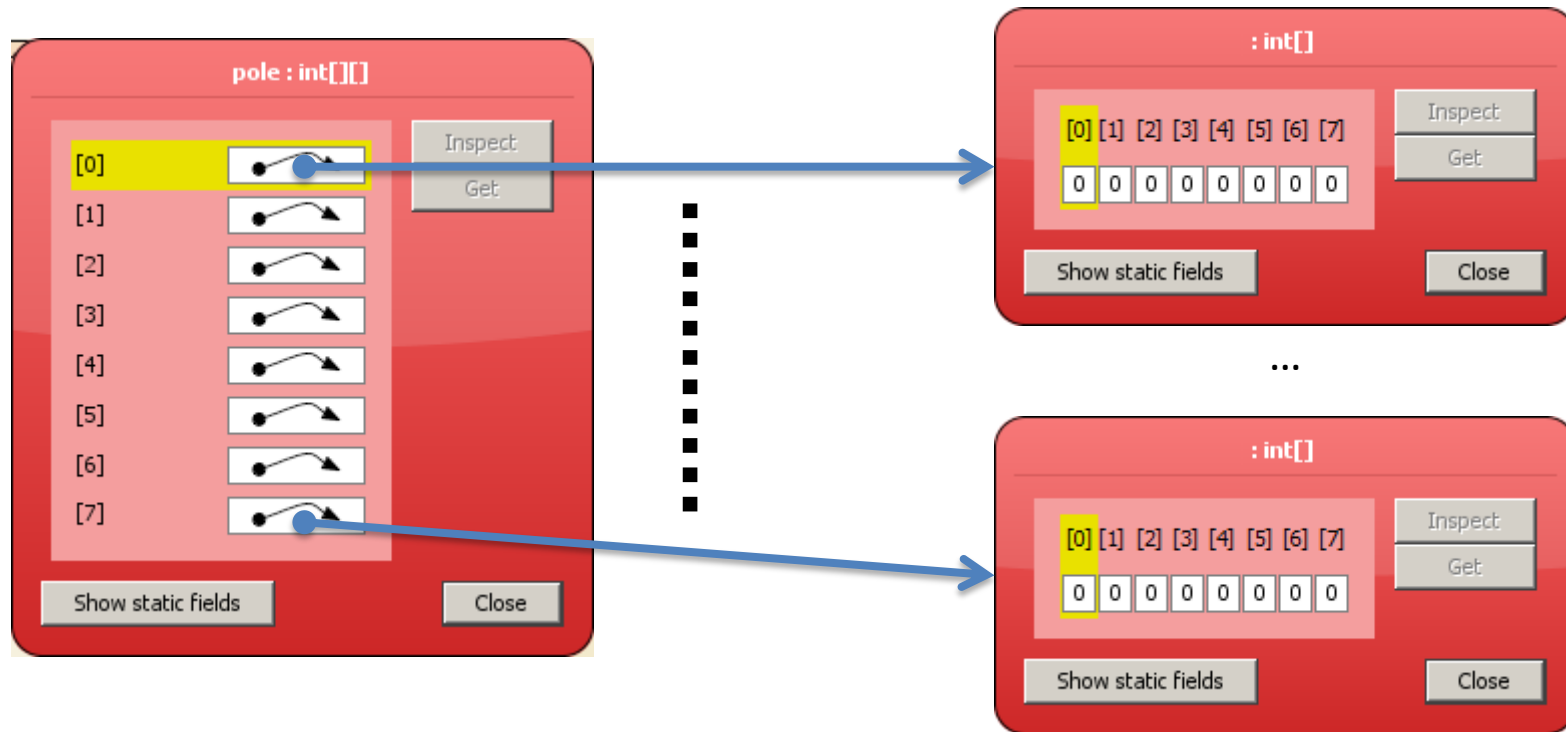 pole : int[][]
[0]
[1]
[2]
[3]
[4]
[5]
[6]
[7]
Inspect
Get
Show static fields
Close
: int[]
[0] [1] [2] [3] [4] [5] [6] [7]
0 0 0 0 0 0 0 0
Inspect
Get
Show static fields
Close
...
: int[]
[0] [1] [2] [3] [4] [5] [6] [7]
0 0 0 0 0 0 0 0
Inspect
Get
Show static fields
Close